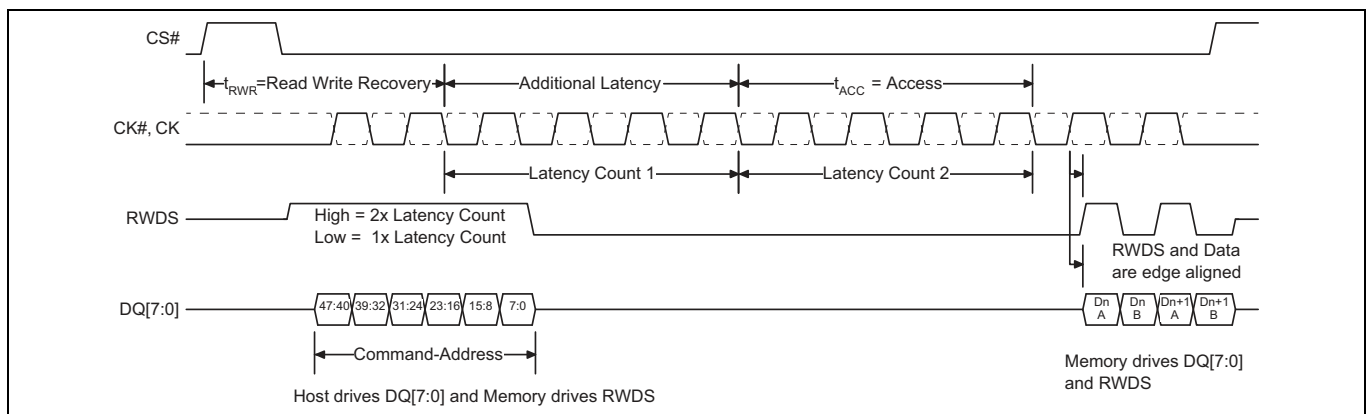 CS#
tRWR=Read Write Recovery
Additional Latency
tACC = Access
CK#, CK
Latency Count 1
Latency Count 2
RWDS
High = 2x Latency Count
Low = 1x Latency Count
RWDS and Data
are edge aligned
DQ[7:0]
47:40
39:32
31:24
23:16
15:8
7:0
Dn
A
Dn
B
Dn+1
A
Dn+1
B
Command-Address
Memory drives DQ[7:0]
and RWDS
Host drives DQ[7:0] and Memory drives RWDS